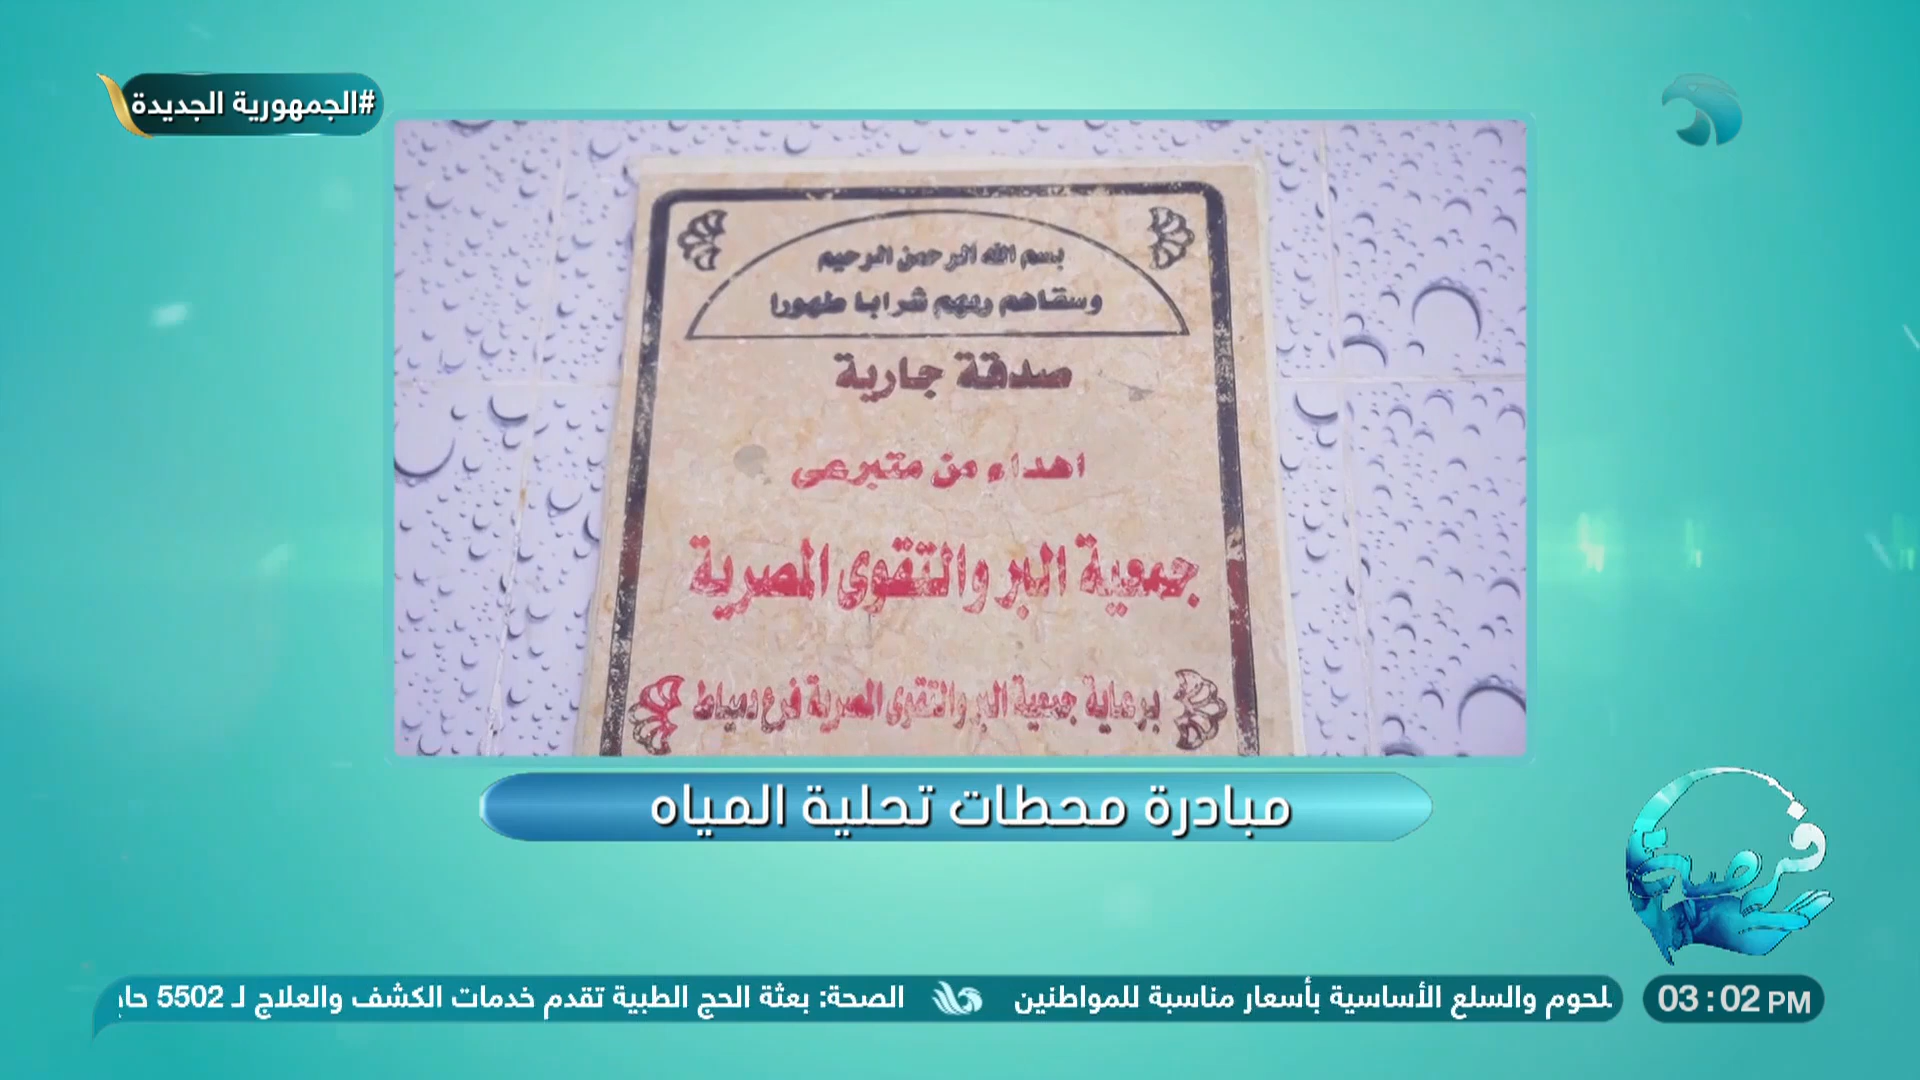 #الجمهورية الجديدة
بسم الله الرحمن الرحيم
وسقاهم ربهم شرابا طهورا
صدقة جارية
اهداء من متبرعى
جمعية البر والتقوى المصرية
برعاية جمعية البر والتقوى المصرية فرع دمياط
مبادرة محطات تحلية المياه
فرصة
لحوم والسلع الأساسية بأسعار مناسبة للمواطنين
الصحة: بعثة الحج الطبية تقدم خدمات الكشف والعلاج لـ 5502
03:02 PM